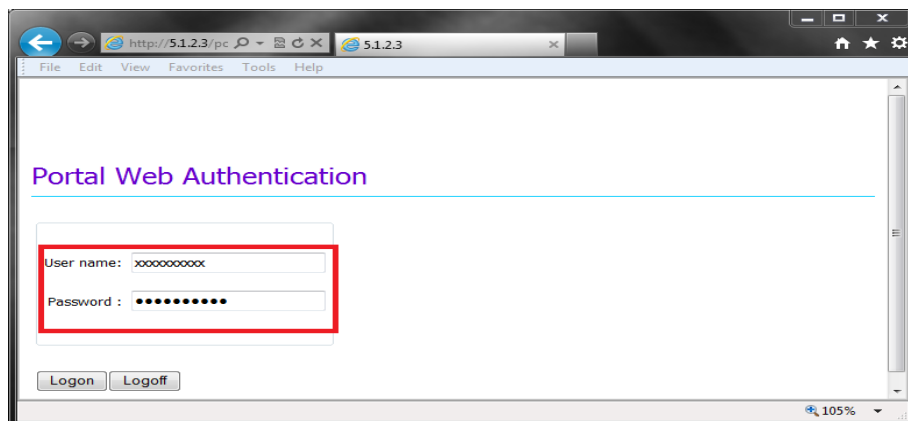 http://5.1.2.3/pc
5.1.2.3
File Edit View Favorites Tools Help
Portal Web Authentication
User name: xxxxxxxxxx
Password : ●●●●●●●●●●
Logon Logoff
105%